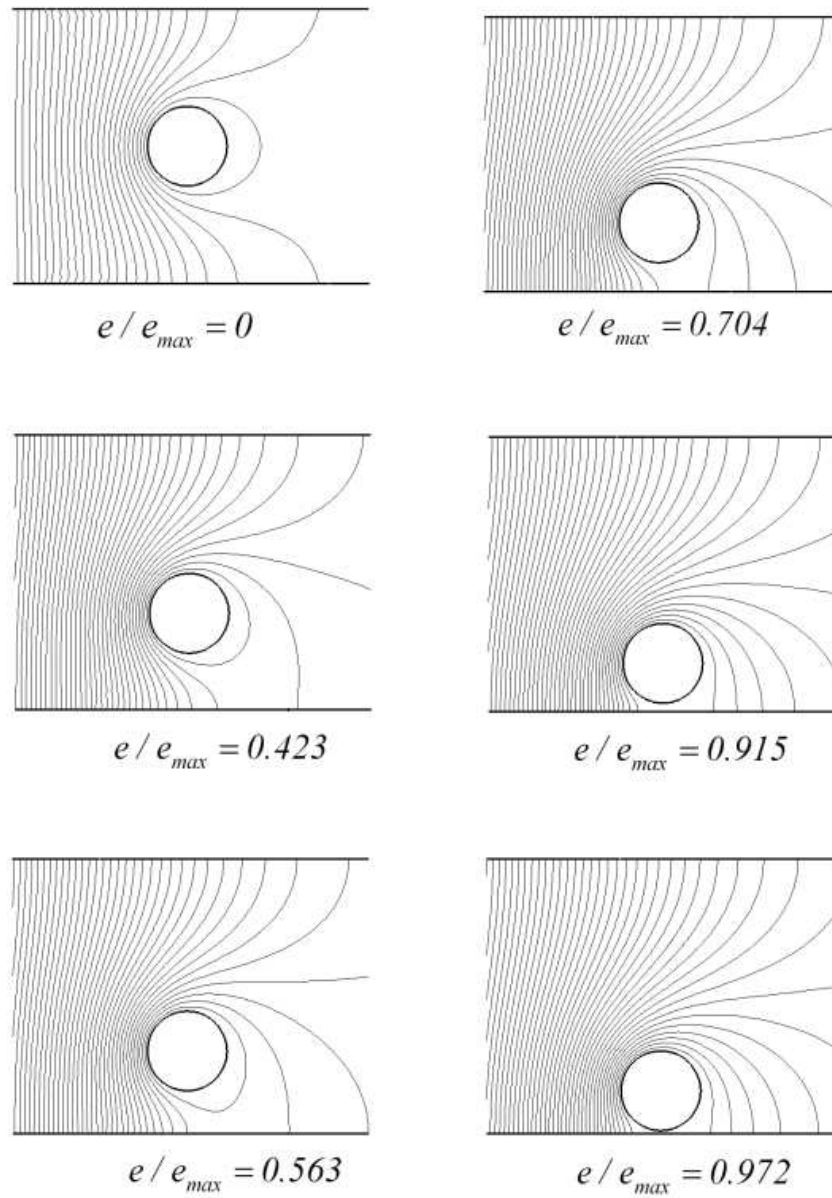 e / e_max = 0
e / e_max = 0.704
e / e_max = 0.423
e / e_max = 0.915
e / e_max = 0.563
e / e_max = 0.972